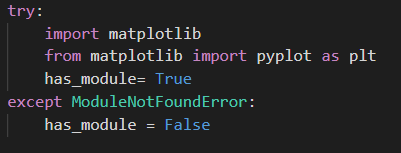 try:
    import matplotlib
    from matplotlib import pyplot as plt
    has_module= True
except ModuleNotFoundError:
    has_module = False